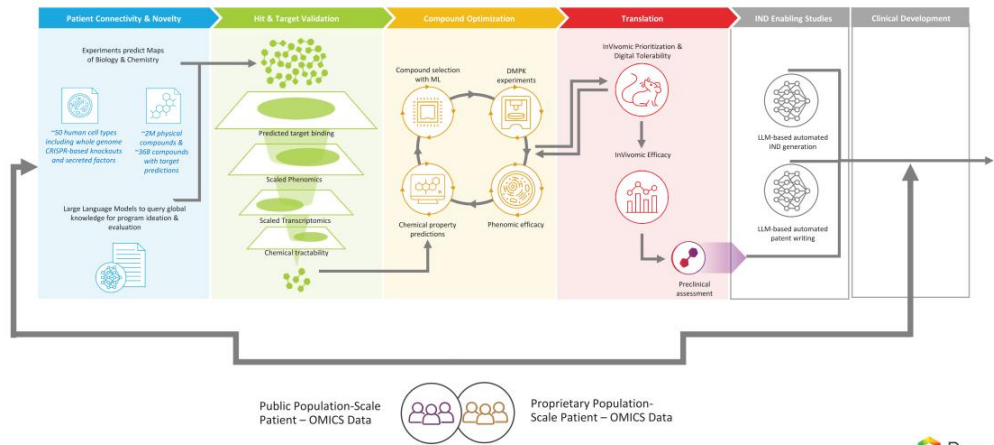 Patient Connectivity & Novelty
Hit & Target Validation
Compound Optimization
Translation
IND Enabling Studies
Clinical Development
Experiments predict Maps
of Biology & Chemistry
~50 human cell types
including whole genome
CRISPR-based knockouts
and secreted factors
~2M physical
compounds &
~36B compounds
with target
predictions
Large Language Models to query global
knowledge for program ideation &
evaluation
Predicted target binding
Scaled Phenomics
Scaled Transcriptomics
Chemical tractability
Compound selection
with ML
DMPK
experiments
Chemical property
predictions
Phenomic efficacy
InVivomic Prioritization &
Digital Tolerability
InVivomic Efficacy
Preclinical
assessment
LLM-based automated
IND generation
LLM-based automated
patent writing
Public Population-Scale
Patient – OMICS Data
Proprietary Population-
Scale Patient – OMICS Data